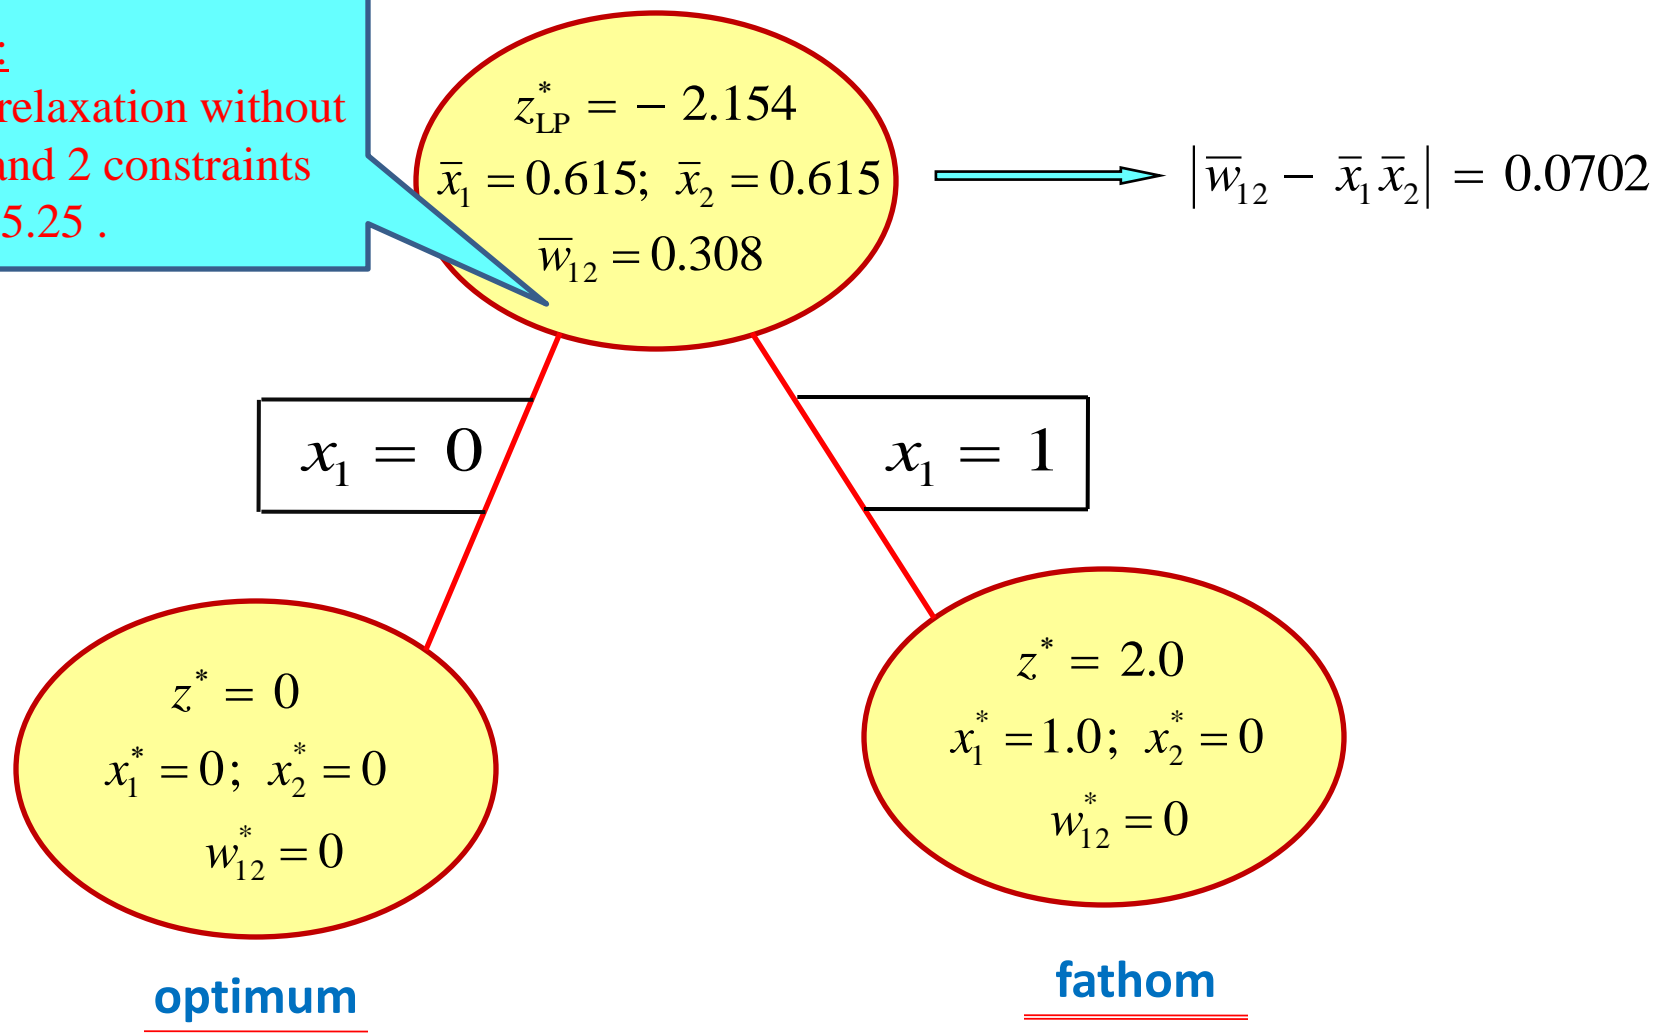 :
relaxation without
and 2 constraints
5.25 .
z*LP = − 2.154
x̄1 = 0.615; x̄2 = 0.615
w̄12 = 0.308
|w̄12 − x̄1x̄2| = 0.0702
x1 = 0
x1 = 1
z* = 0
x1* = 0; x2* = 0
w12* = 0
optimum
z* = 2.0
x1* = 1.0; x2* = 0
w12* = 0
fathom